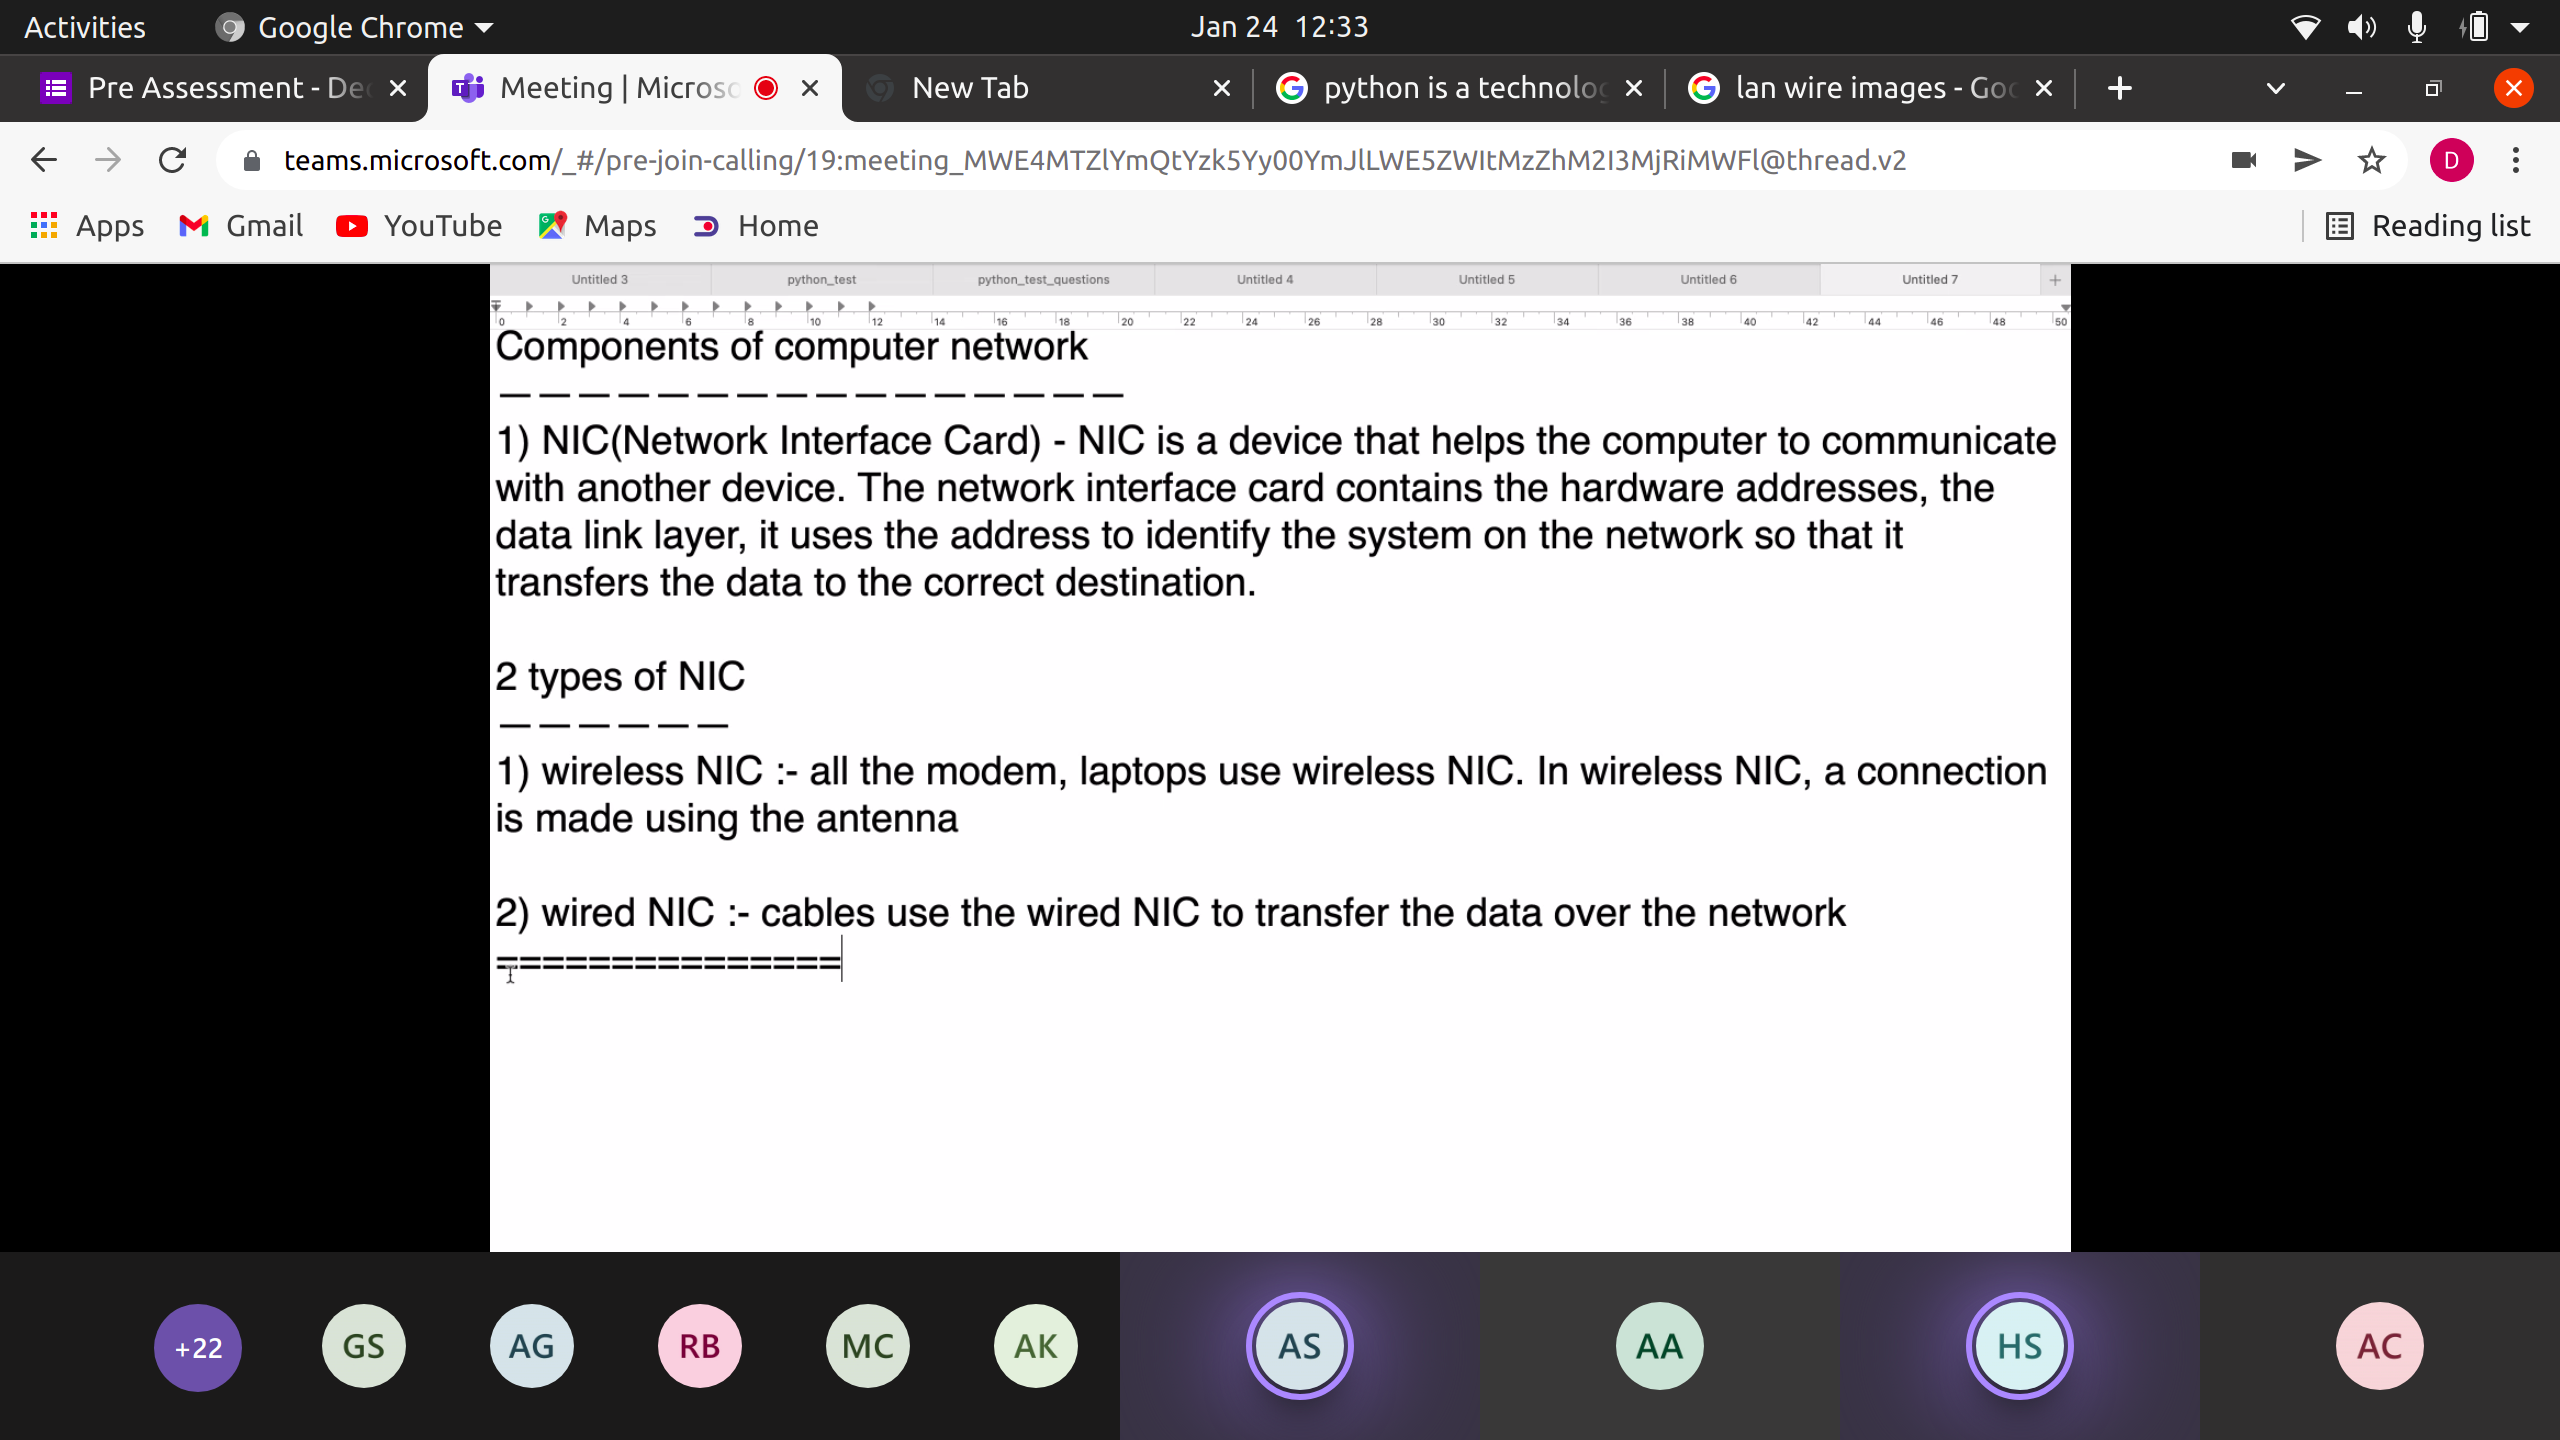 Activities Google Chrome Jan 24 12:33
Pre Assessment - Dec Meeting | Microso New Tab python is a technolog lan wire images - Goo
teams.microsoft.com/_#/pre-join-calling/19:meeting_MWE4MTZlYmQtYzk5Yy00YmJlLWE5ZWItMzZhM2I3MjRiMWFl@thread.v2 D
Apps Gmail YouTube Maps Home Reading list
Untitled 3 python_test python_test_questions Untitled 4 Untitled 5 Untitled 6 Untitled 7 +
0 2 4 6 8 10 12 14 16 18 20 22 24 26 28 30 32 34 36 38 40 42 44 46 48 50
Components of computer network
————————————————
1) NIC(Network Interface Card) - NIC is a device that helps the computer to communicate
with another device. The network interface card contains the hardware addresses, the
data link layer, it uses the address to identify the system on the network so that it
transfers the data to the correct destination.
2 types of NIC
——————
1) wireless NIC :- all the modem, laptops use wireless NIC. In wireless NIC, a connection
is made using the antenna
2) wired NIC :- cables use the wired NIC to transfer the data over the network
===============
+22 GS AG RB MC AK AS AA HS AC